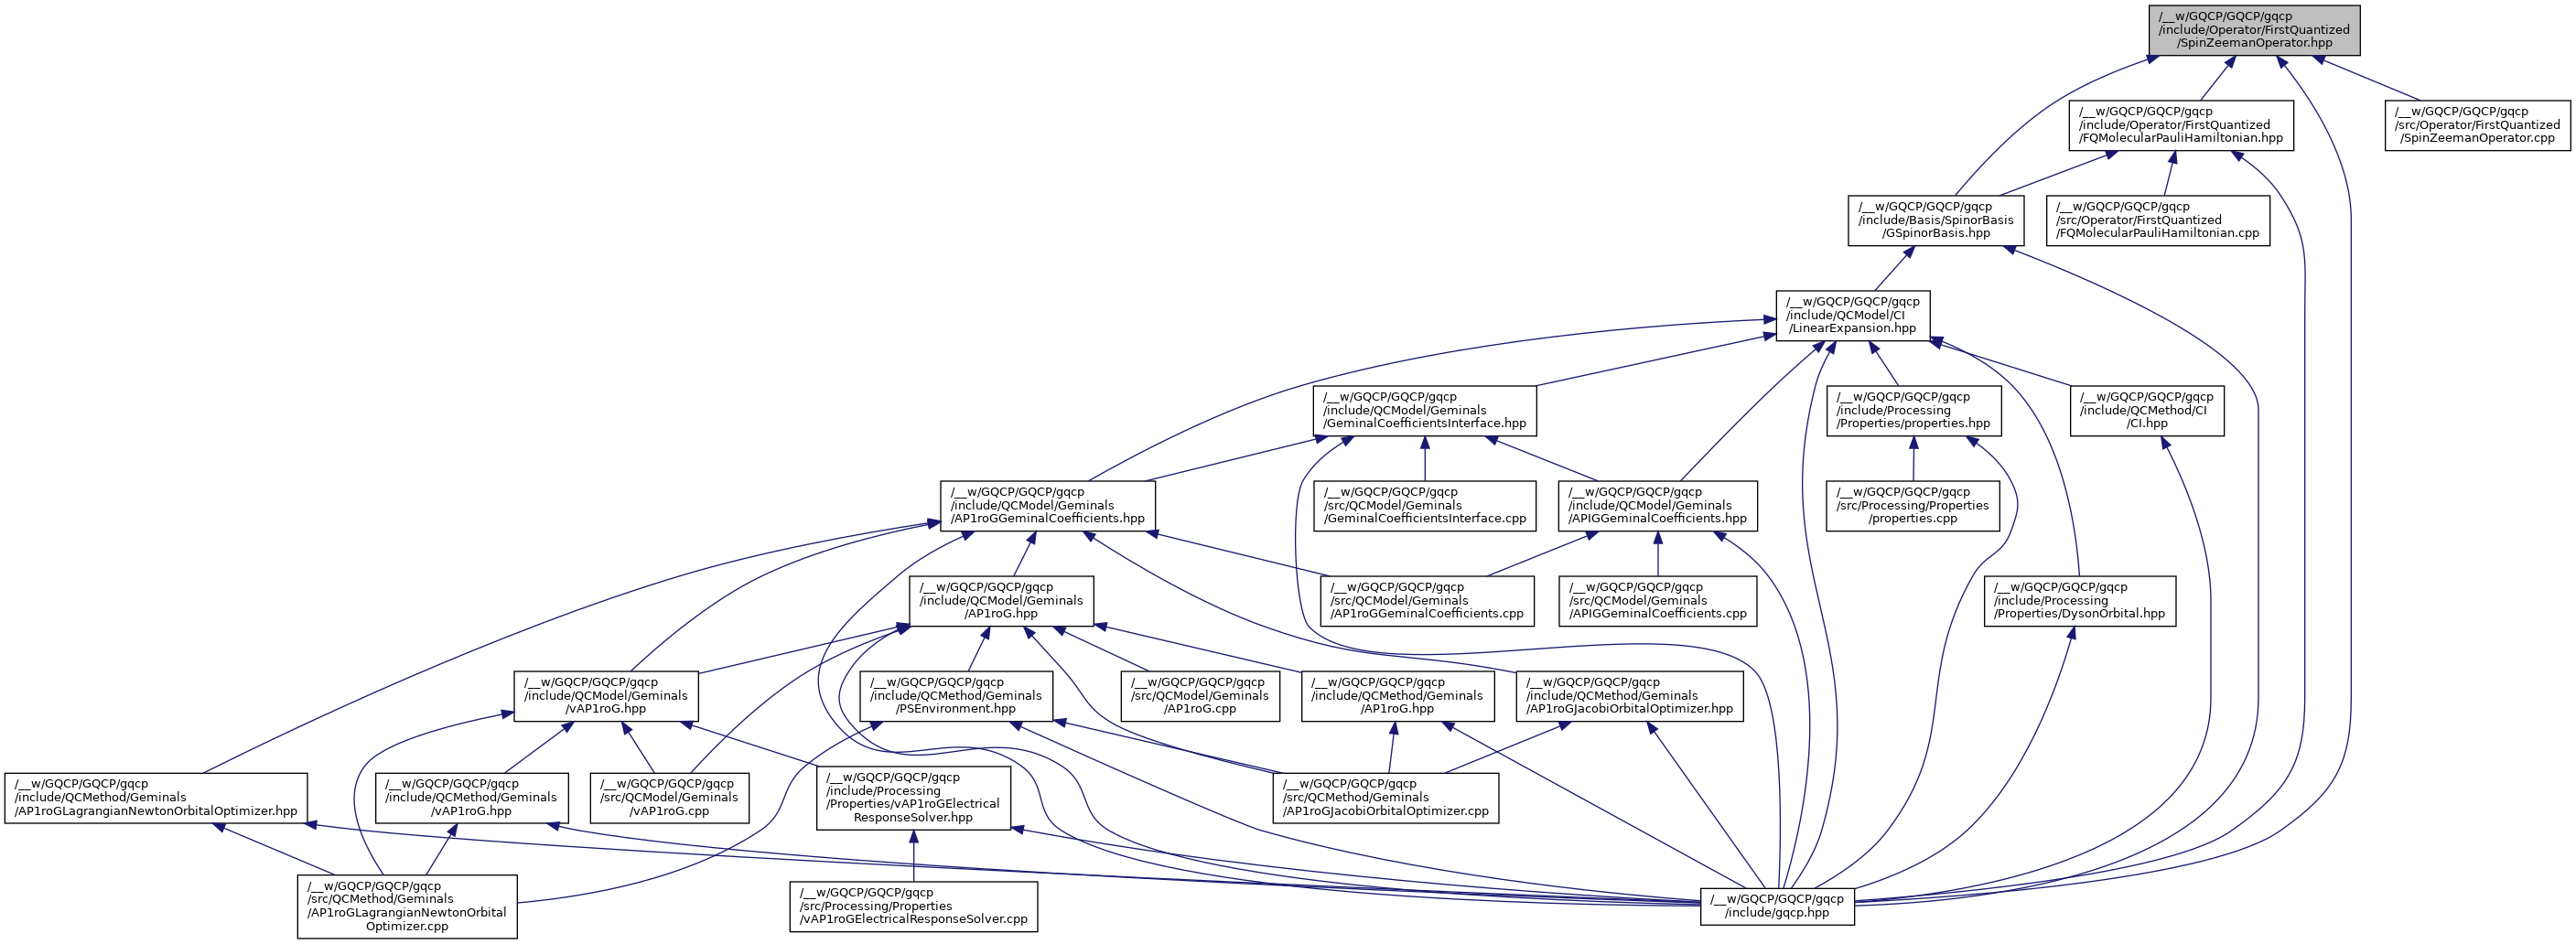 /__w/GQCP/GQCP/gqcp
/include/Operator/FirstQuantized
/SpinZeemanOperator.hpp
/__w/GQCP/GQCP/gqcp
/include/Operator/FirstQuantized
/FQMolecularPauliHamiltonian.hpp
/__w/GQCP/GQCP/gqcp
/src/Operator/FirstQuantized
/SpinZeemanOperator.cpp
/__w/GQCP/GQCP/gqcp
/include/Basis/SpinorBasis
/GSpinorBasis.hpp
/__w/GQCP/GQCP/gqcp
/src/Operator/FirstQuantized
/FQMolecularPauliHamiltonian.cpp
/__w/GQCP/GQCP/gqcp
/include/QCModel/CI
/LinearExpansion.hpp
/__w/GQCP/GQCP/gqcp
/include/QCModel/Geminals
/GeminalCoefficientsInterface.hpp
/__w/GQCP/GQCP/gqcp
/include/Processing
/Properties/properties.hpp
/__w/GQCP/GQCP/gqcp
/include/QCMethod/CI
/CI.hpp
/__w/GQCP/GQCP/gqcp
/include/QCModel/Geminals
/AP1roGGeminalCoefficients.hpp
/__w/GQCP/GQCP/gqcp
/src/QCModel/Geminals
/GeminalCoefficientsInterface.cpp
/__w/GQCP/GQCP/gqcp
/include/QCModel/Geminals
/APIGGeminalCoefficients.hpp
/__w/GQCP/GQCP/gqcp
/src/Processing/Properties
/properties.cpp
/__w/GQCP/GQCP/gqcp
/include/QCModel/Geminals
/AP1roG.hpp
/__w/GQCP/GQCP/gqcp
/src/QCModel/Geminals
/AP1roGGeminalCoefficients.cpp
/__w/GQCP/GQCP/gqcp
/src/QCModel/Geminals
/APIGGeminalCoefficients.cpp
/__w/GQCP/GQCP/gqcp
/include/Processing
/Properties/DysonOrbital.hpp
/__w/GQCP/GQCP/gqcp
/include/QCModel/Geminals
/vAP1roG.hpp
/__w/GQCP/GQCP/gqcp
/include/QCMethod/Geminals
/PSEnvironment.hpp
/__w/GQCP/GQCP/gqcp
/src/QCModel/Geminals
/AP1roG.cpp
/__w/GQCP/GQCP/gqcp
/include/QCMethod/Geminals
/AP1roG.hpp
/__w/GQCP/GQCP/gqcp
/include/QCMethod/Geminals
/AP1roGJacobiOrbitalOptimizer.hpp
/__w/GQCP/GQCP/gqcp
/include/QCMethod/Geminals
/AP1roGLagrangianNewtonOrbitalOptimizer.hpp
/__w/GQCP/GQCP/gqcp
/include/QCMethod/Geminals
/vAP1roG.hpp
/__w/GQCP/GQCP/gqcp
/src/QCModel/Geminals
/vAP1roG.cpp
/__w/GQCP/GQCP/gqcp
/include/Processing
/Properties/vAP1roGElectrical
ResponseSolver.hpp
/__w/GQCP/GQCP/gqcp
/src/QCMethod/Geminals
/AP1roGJacobiOrbitalOptimizer.cpp
/__w/GQCP/GQCP/gqcp
/src/QCMethod/Geminals
/AP1roGLagrangianNewtonOrbital
Optimizer.cpp
/__w/GQCP/GQCP/gqcp
/src/Processing/Properties
/vAP1roGElectricalResponseSolver.cpp
/__w/GQCP/GQCP/gqcp
/include/gqcp.hpp